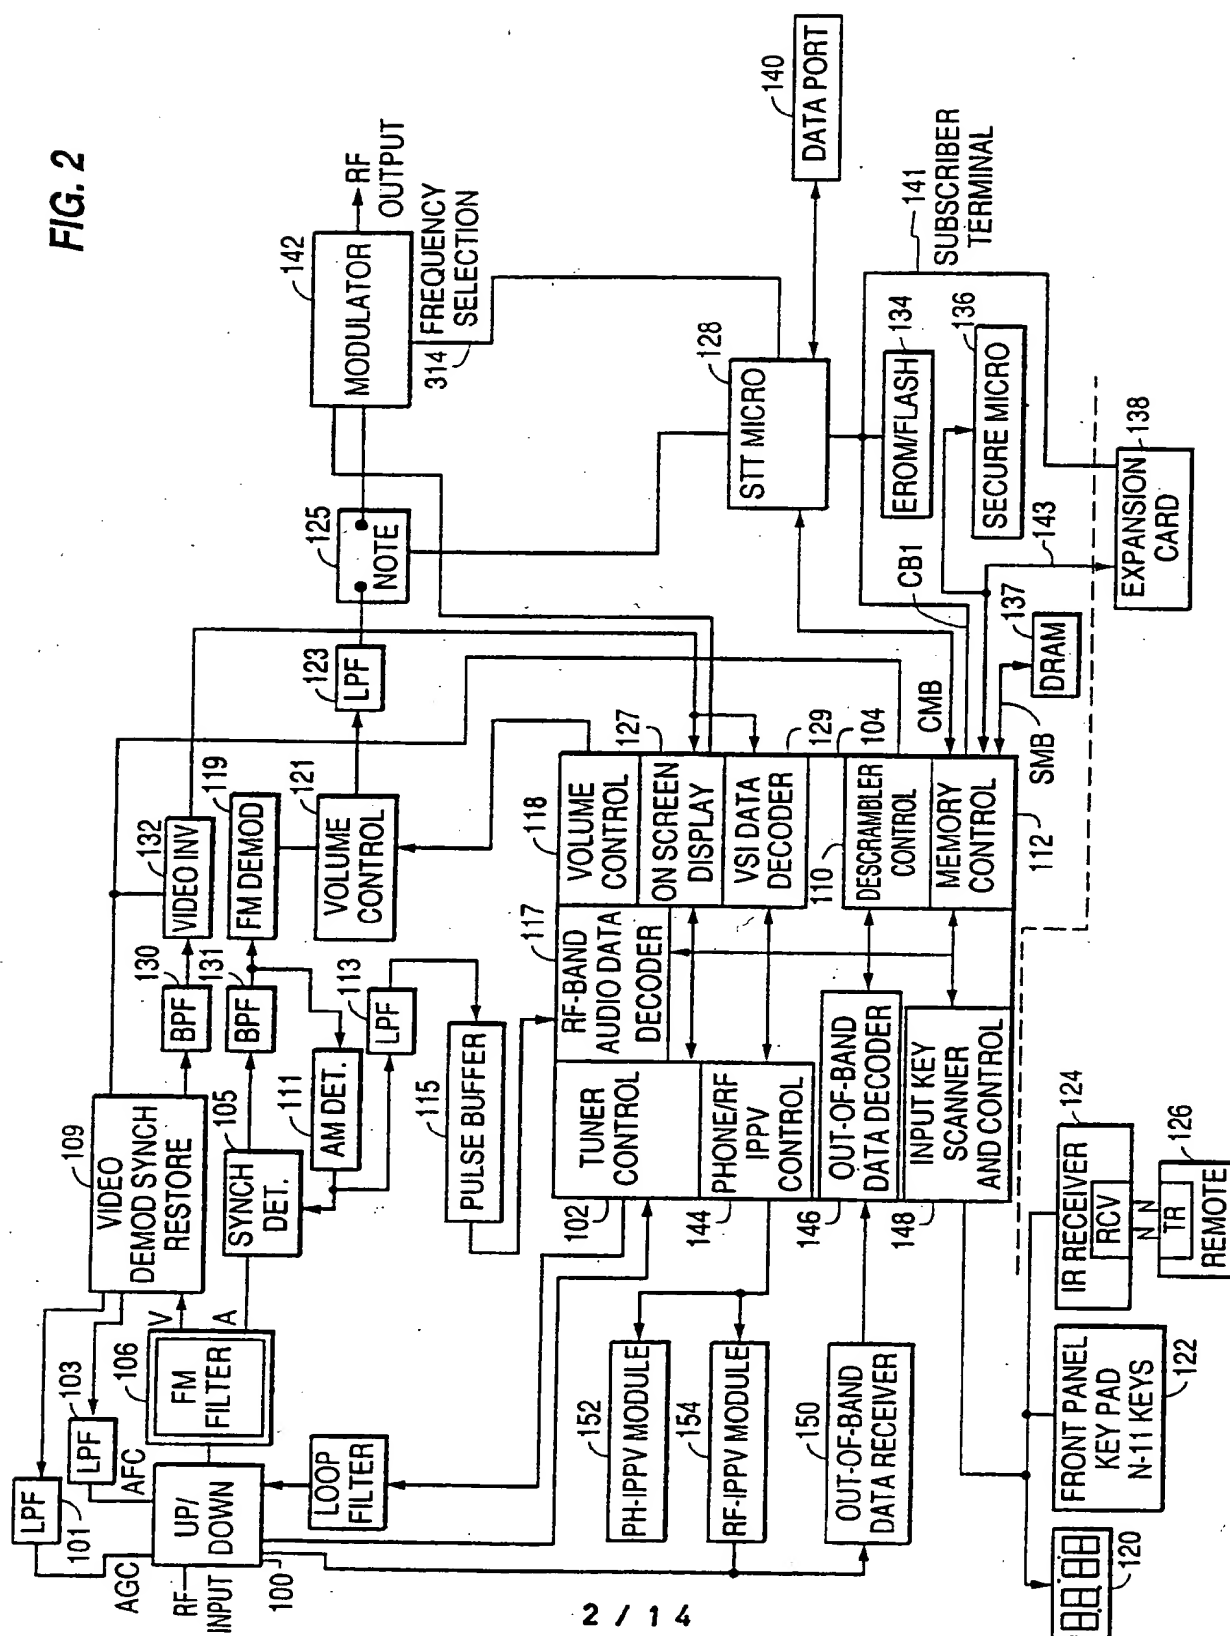 FIG. 2
LPF
101
AGC
RF
INPUT
UP/
DOWN
100
LPF
103
AFC
FM
FILTER
106
V
A
LOOP
FILTER
VIDEO
DEMOD SYNCH
RESTORE
109
SYNCH
DET.
105
BPF
130
BPF
131
AM DET.
111
LPF
113
PULSE BUFFER
115
VIDEO INV
132
FM DEMOD
119
VOLUME
CONTROL
121
LPF
123
NOTE
125
MODULATOR
142
RF
OUTPUT
FREQUENCY
SELECTION
314
TUNER
CONTROL
102
RF-BAND
AUDIO DATA
DECODER
117
VOLUME
CONTROL
118
ON SCREEN
DISPLAY
127
VSI DATA
DECODER
129
104
PHONE/RF
IPPV
CONTROL
144
OUT-OF-BAND
DATA DECODER
146
INPUT KEY
SCANNER
AND CONTROL
148
DESCRAMBLER
CONTROL
110
MEMORY
CONTROL
112
STT MICRO
128
DATA PORT
140
EROM/FLASH
134
SECURE MICRO
136
141
SUBSCRIBER
TERMINAL
CB1
CMB
SMB
DRAM
137
143
EXPANSION
CARD
138
PH-IPPV MODULE
152
RF-IPPV MODULE
154
OUT-OF-BAND
DATA RECEIVER
150
IR RECEIVER
RCV
124
N N
TR
REMOTE
126
FRONT PANEL
KEY PAD
N-11 KEYS
122
120
2 / 14